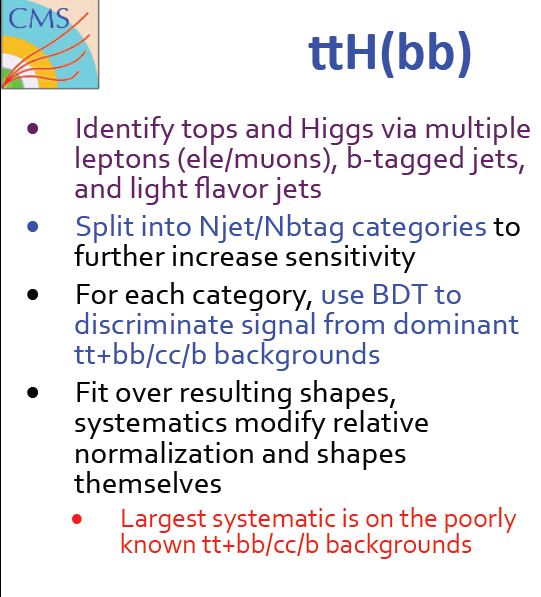 CMS
ttH(bb)
• Identify tops and Higgs via multiple
leptons (ele/muons), b-tagged jets,
and light flavor jets
• Split into Njet/Nbtag categories to
further increase sensitivity
• For each category, use BDT to
discriminate signal from dominant
tt+bb/cc/b backgrounds
• Fit over resulting shapes,
systematics modify relative
normalization and shapes
themselves
• Largest systematic is on the poorly
known tt+bb/cc/b backgrounds